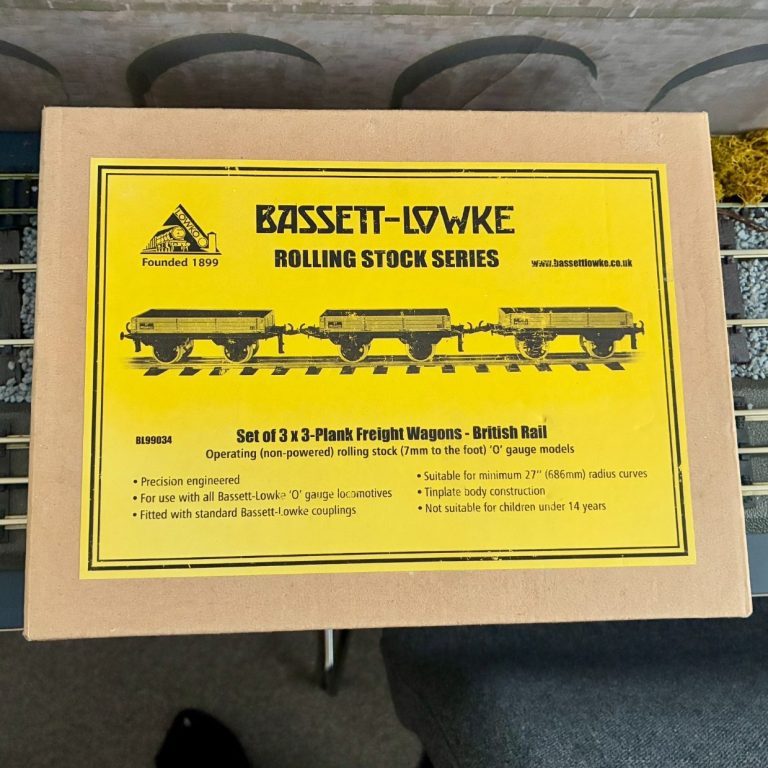 LOWKO
Founded 1899
BASSETT-LOWKE
ROLLING STOCK SERIES
www.bassettlowke.co.uk
BL99034
Set of 3 x 3-Plank Freight Wagons - British Rail
Operating (non-powered) rolling stock (7mm to the foot) 'O' gauge models
• Precision engineered
• For use with all Bassett-Lowke 'O' gauge locomotives
• Fitted with standard Bassett-Lowke couplings
• Suitable for minimum 27" (686mm) radius curves
• Tinplate body construction
• Not suitable for children under 14 years